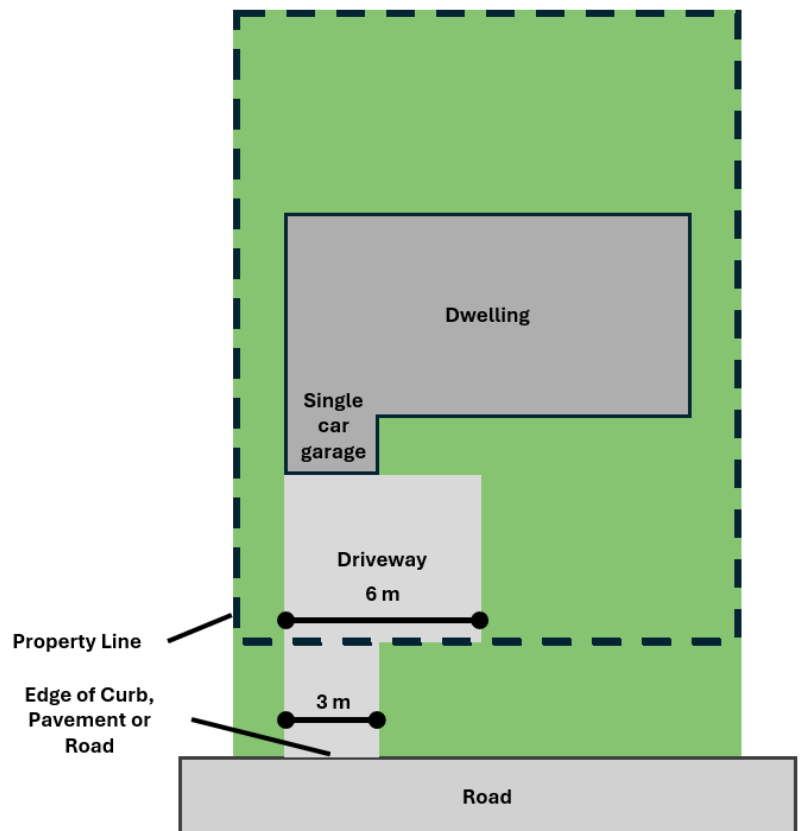 Dwelling
Single
car
garage
Driveway
6 m
Property Line
Edge of Curb,
Pavement or
Road
3 m
Road